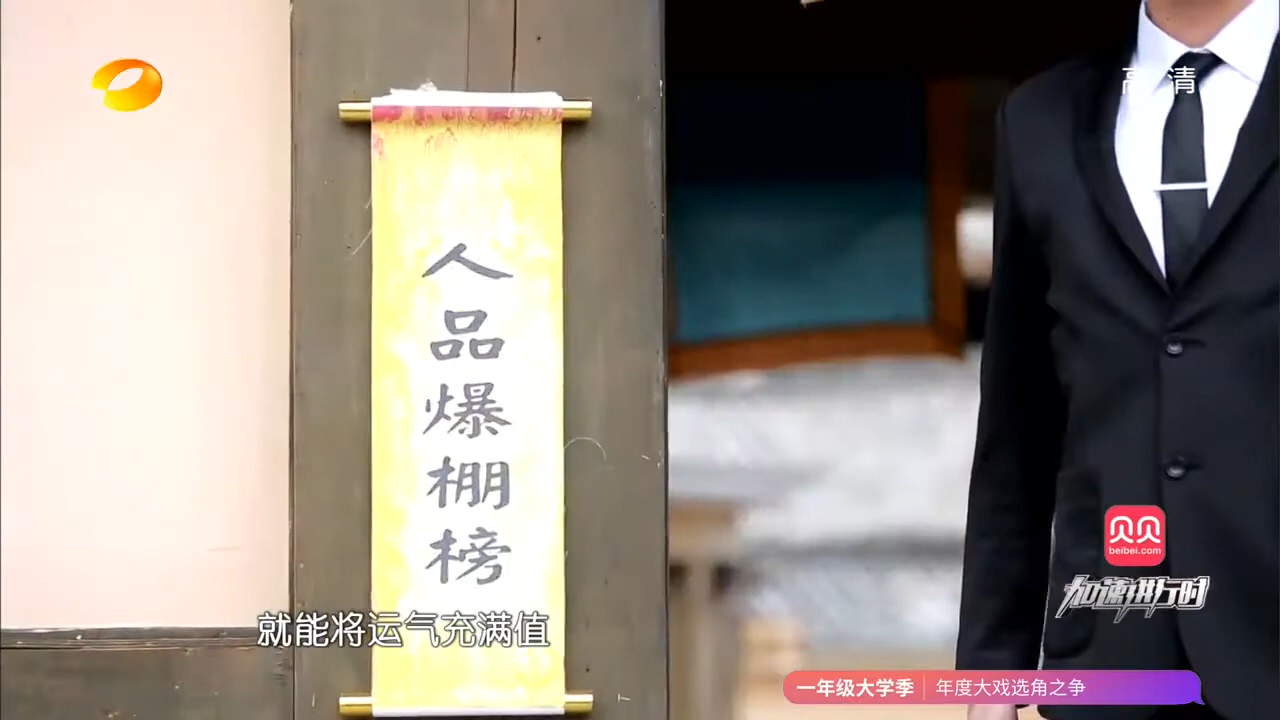 高清
人品爆棚榜
贝贝
beibei.com
加速进行时
就能将运气充满值
一年级大学季 年度大戏选角之争